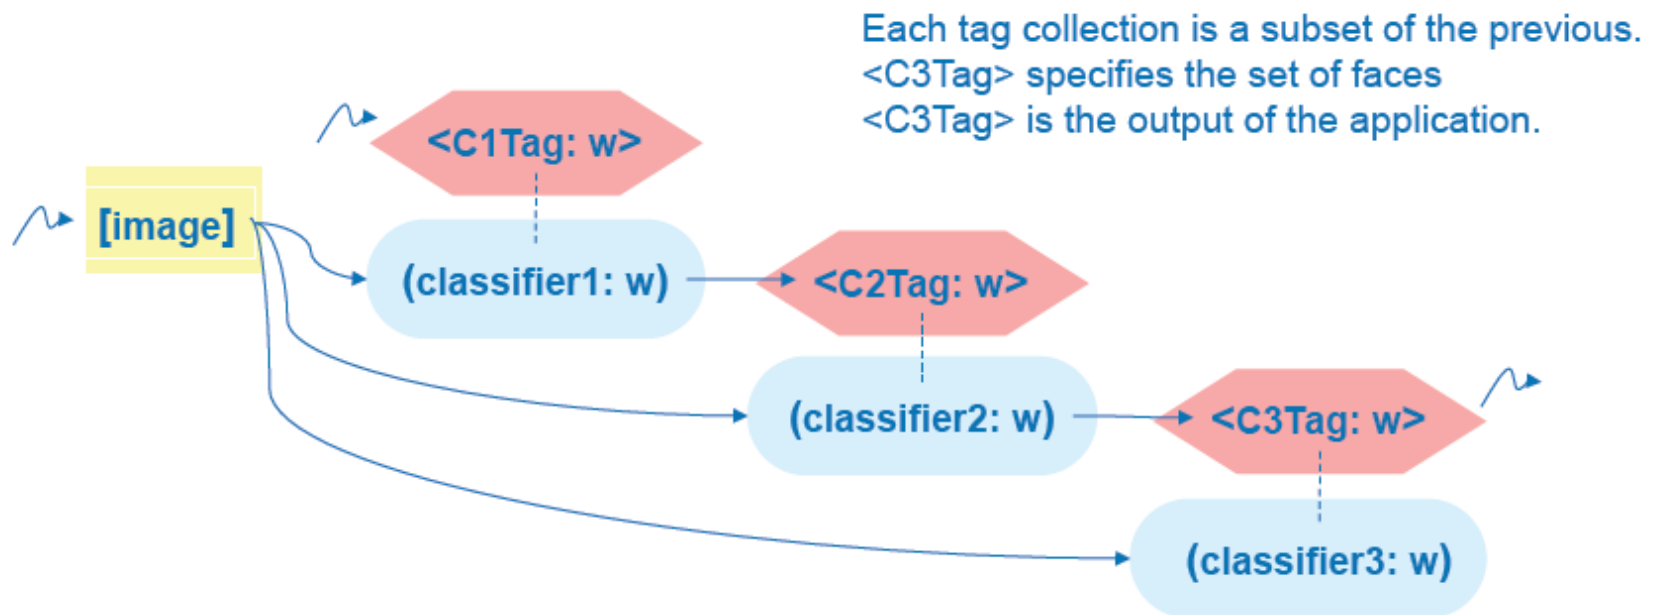 Each tag collection is a subset of the previous.
<C3Tag> specifies the set of faces
<C3Tag> is the output of the application.
<C1Tag: w>
[image]
(classifier1: w)
<C2Tag: w>
(classifier2: w)
<C3Tag: w>
(classifier3: w)